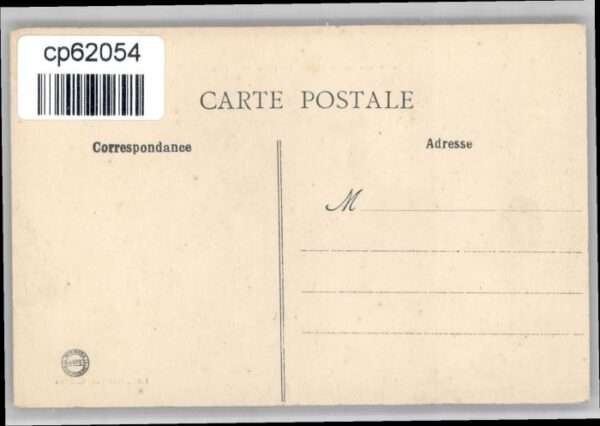 cp62054
CARTE POSTALE
Correspondance
Adresse
M